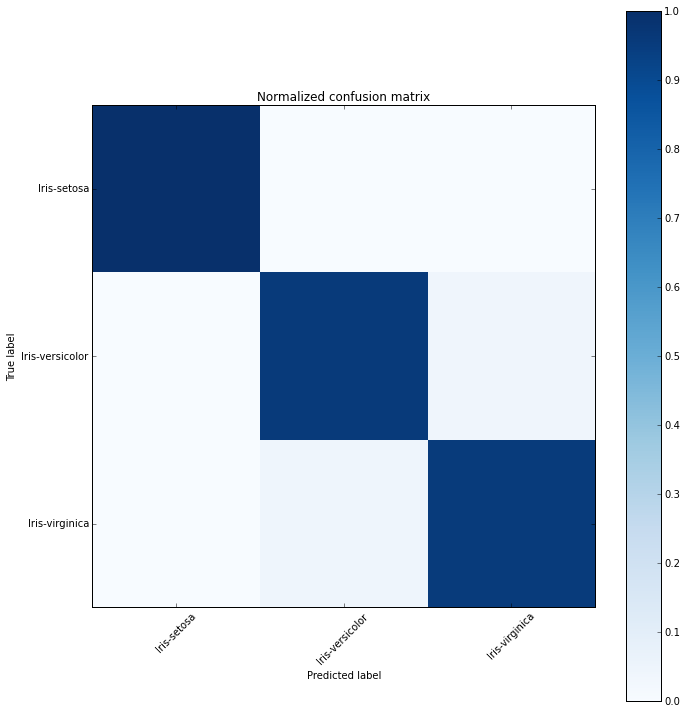 Normalized confusion matrix
True label
Iris-setosa
Iris-versicolor
Iris-virginica
Iris-setosa
Iris-versicolor
Iris-virginica
Predicted label
1.0
0.9
0.8
0.7
0.6
0.5
0.4
0.3
0.2
0.1
0.0